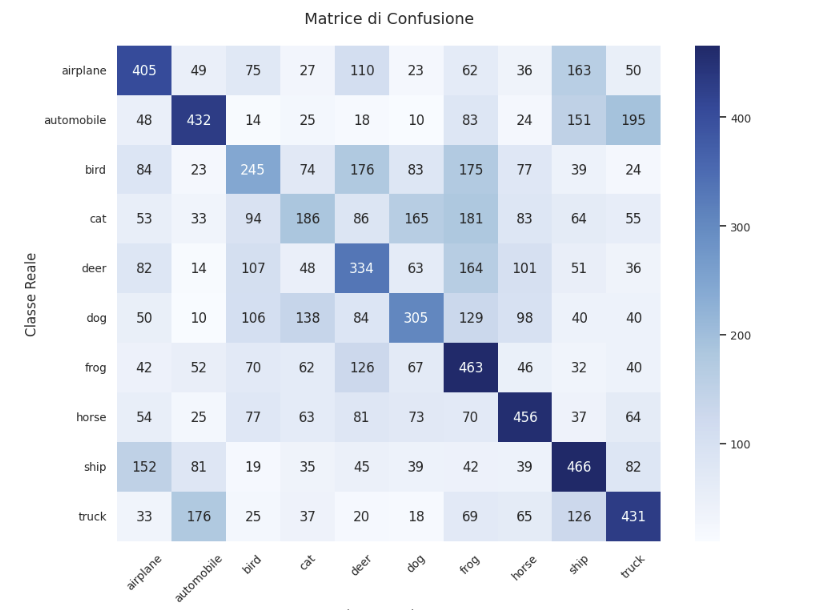 Matrice di Confusione
airplane 405 49 75 27 110 23 62 36 163 50
automobile 48 432 14 25 18 10 83 24 151 195
bird 84 23 245 74 176 83 175 77 39 24
cat 53 33 94 186 86 165 181 83 64 55
deer 82 14 107 48 334 63 164 101 51 36
dog 50 10 106 138 84 305 129 98 40 40
frog 42 52 70 62 126 67 463 46 32 40
horse 54 25 77 63 81 73 70 456 37 64
ship 152 81 19 35 45 39 42 39 466 82
truck 33 176 25 37 20 18 69 65 126 431
airplane automobile bird cat deer dog frog horse ship truck
Classe Reale
400
300
200
100